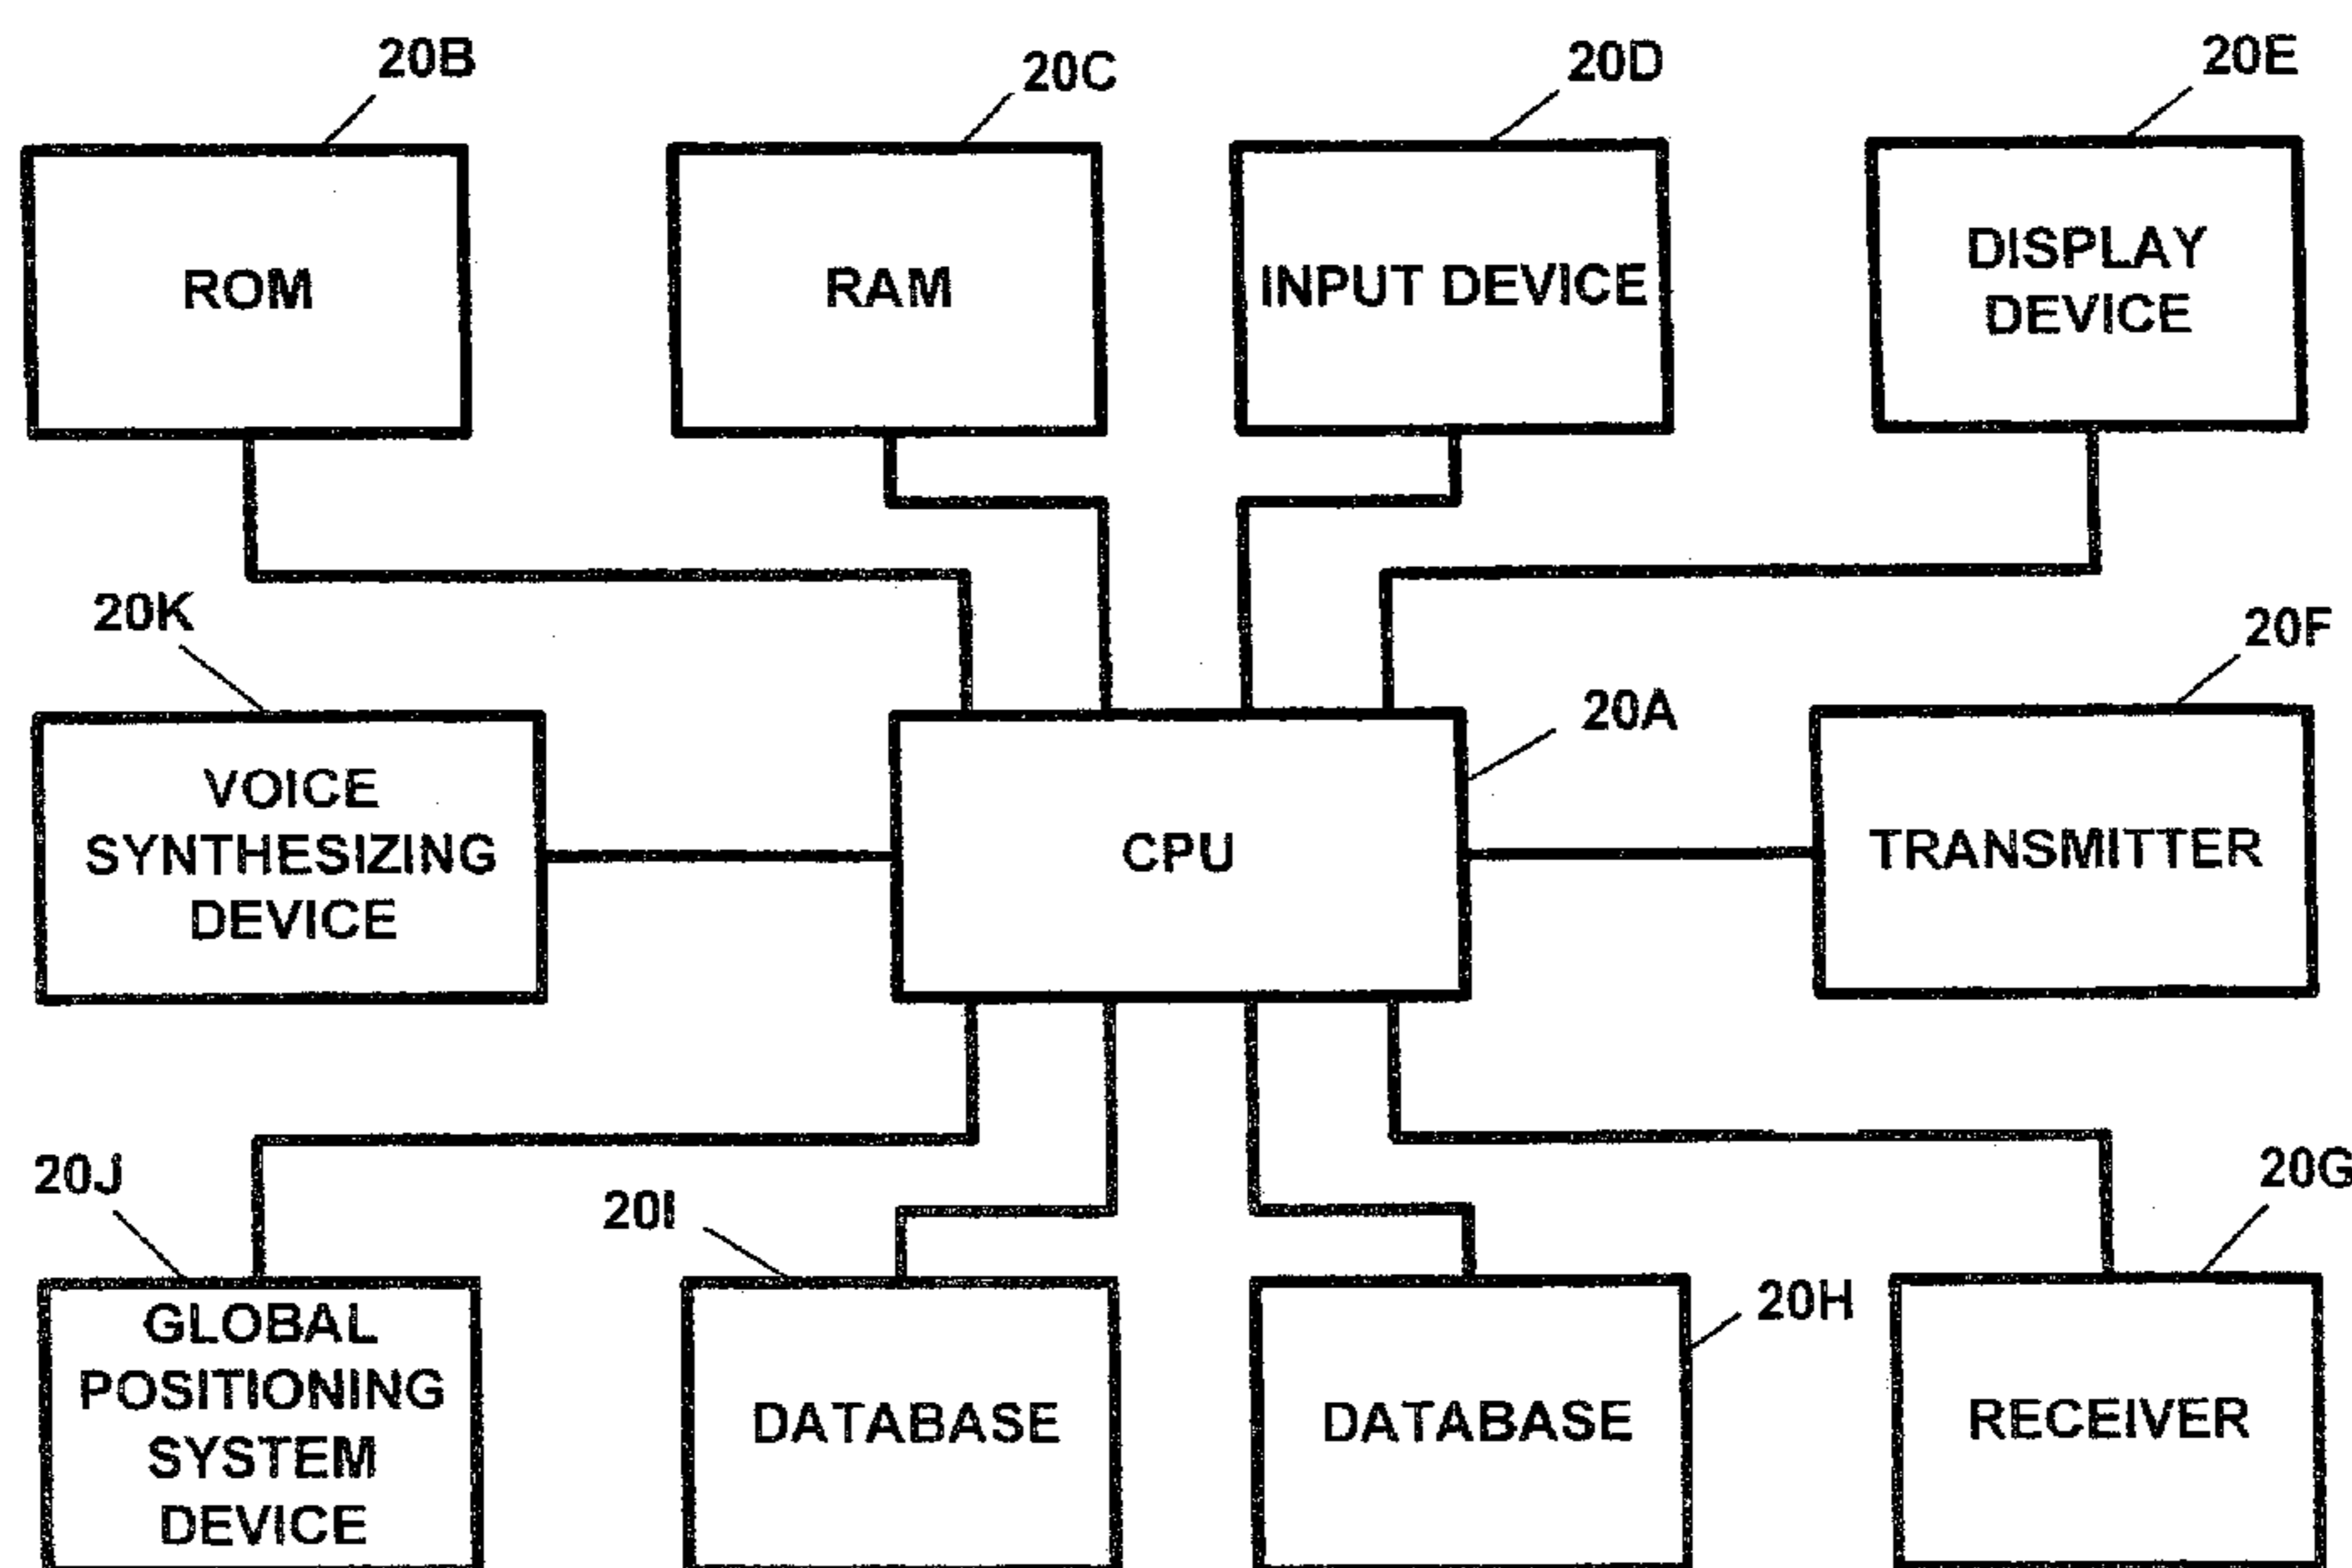 20B
20C
20D
20E
ROM
RAM
INPUT DEVICE
DISPLAY
DEVICE
20K
20F
20A
VOICE
SYNTHESIZING
DEVICE
CPU
TRANSMITTER
20J
20I
20H
20G
GLOBAL
POSITIONING
SYSTEM
DEVICE
DATABASE
DATABASE
RECEIVER